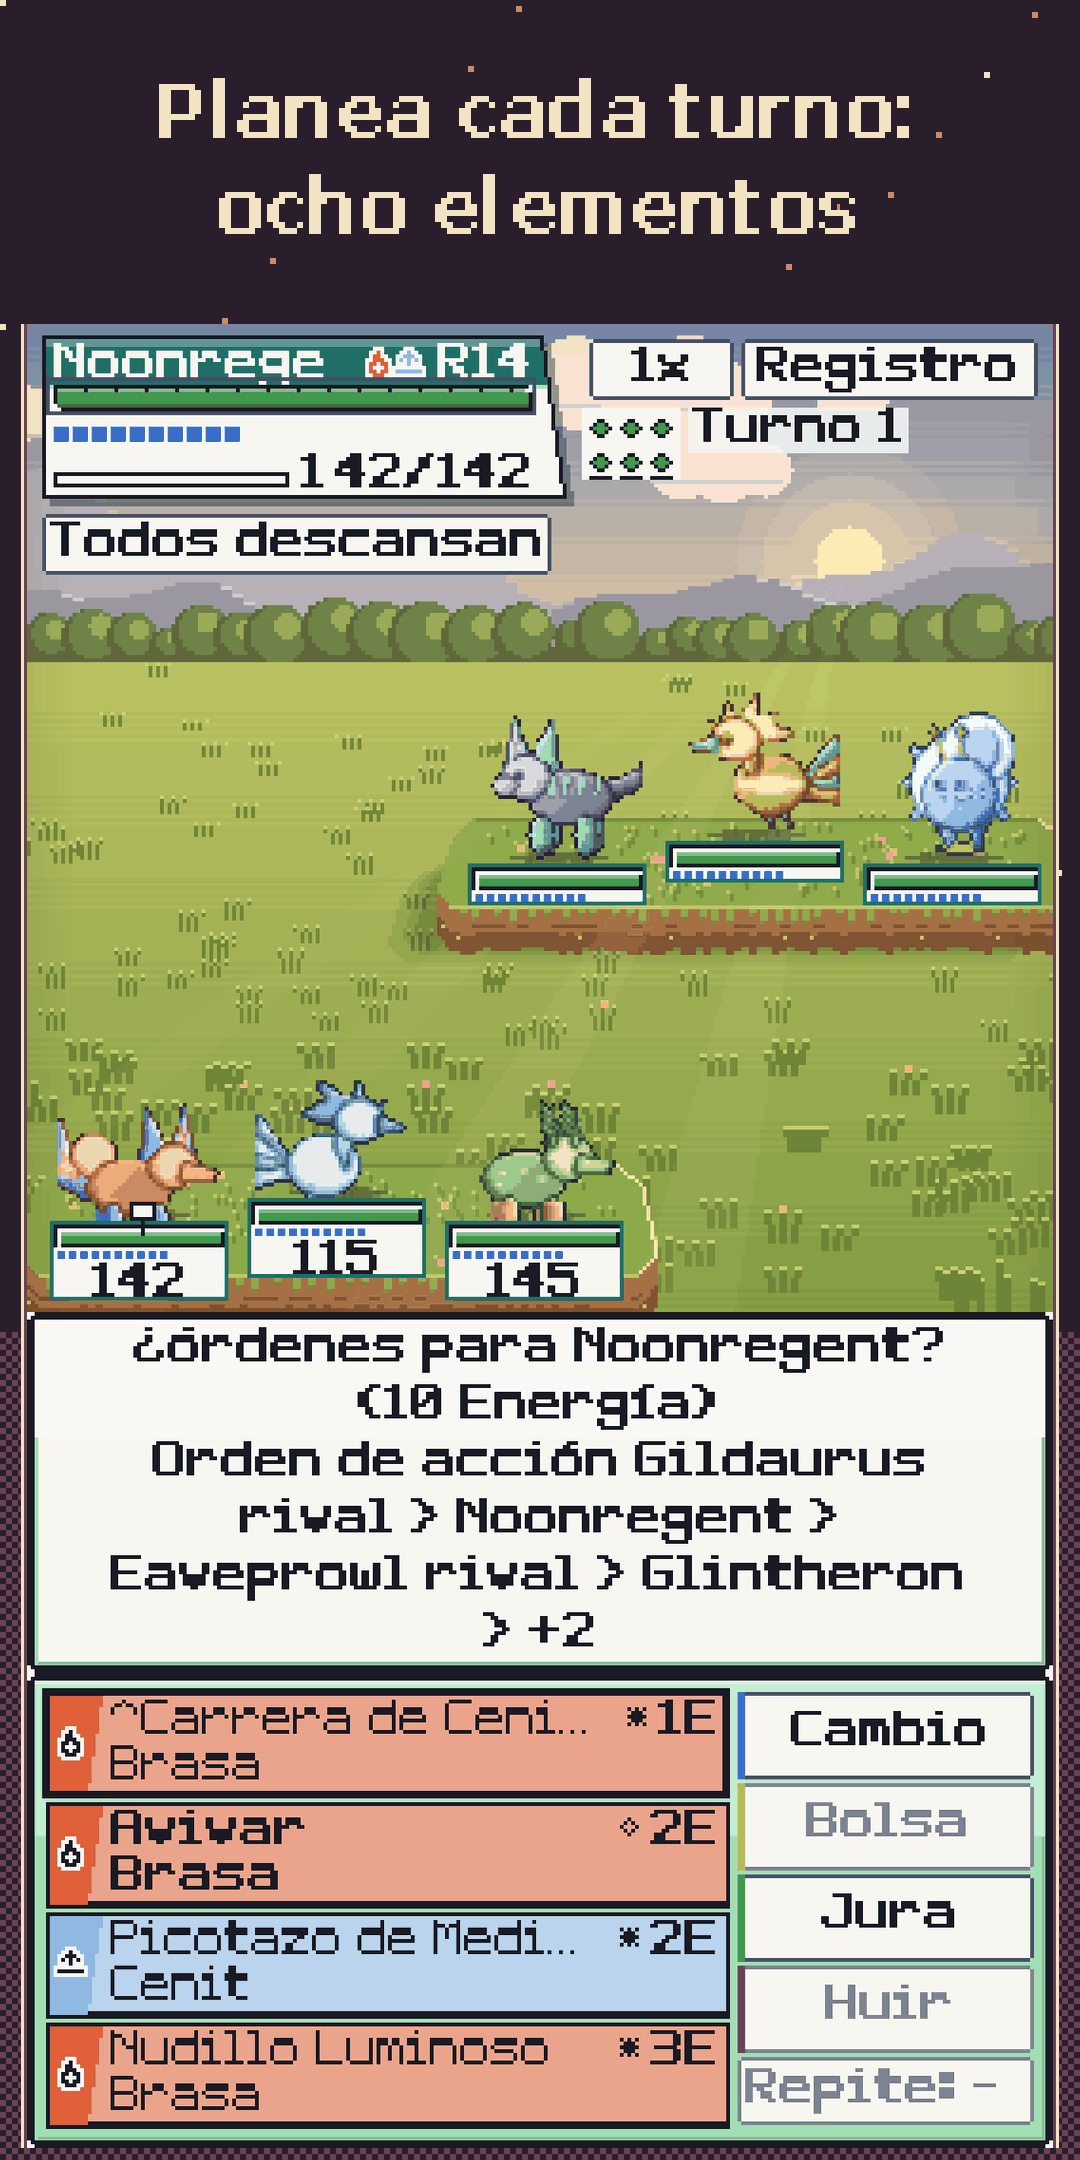 Planea cada turno:
ocho elementos
Noonrege R14
1x
Registro
Turno 1
142/142
Todos descansan
142
115
145
¿órdenes para Noonregent?
(10 Energía)
Orden de acción Gildaurus
rival > Noonregent >
Eaveprowl rival > Glintheron
> +2
^Carrera de Ceni... *1E
Brasa
Avivar ◇2E
Brasa
Picotazo de Medi... *2E
Cenit
Nudillo Luminoso *3E
Brasa
Cambio
Bolsa
Jura
Huir
Repite: -